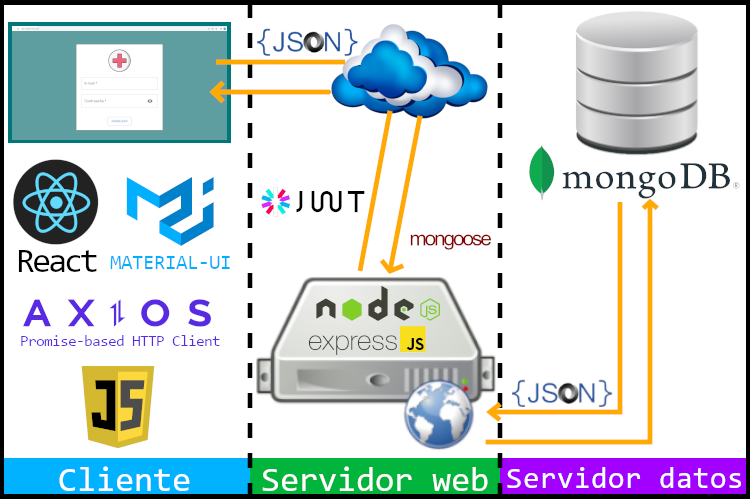 {JSON}
E-mail *
Contraseña *
React
MATERIAL-UI
AXIOS
Promise-based HTTP Client
JS
Cliente
JWT
mongoose
node
JS
express
JS
Servidor web
mongoDB®
{JSON}
Servidor datos